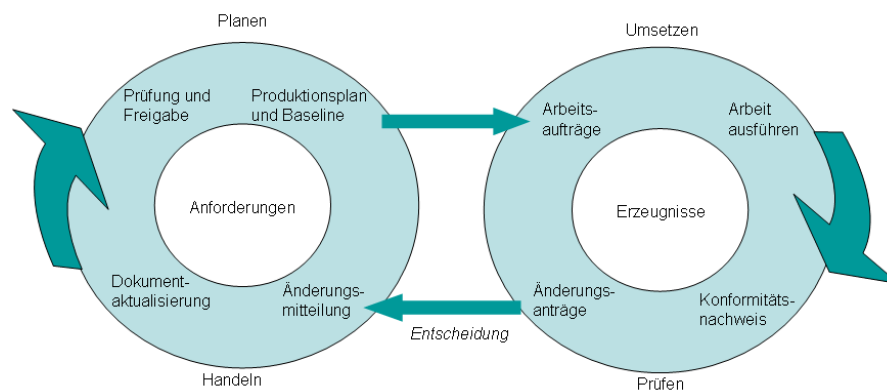 Planen
Prüfung und
Freigabe
Produktionsplan
und Baseline
Anforderungen
Dokument-
aktualisierung
Änderungs-
mitteilung
Handeln
Umsetzen
Arbeits-
aufträge
Arbeit
ausführen
Erzeugnisse
Änderungs-
anträge
Konformitäts-
nachweis
Prüfen
Entscheidung